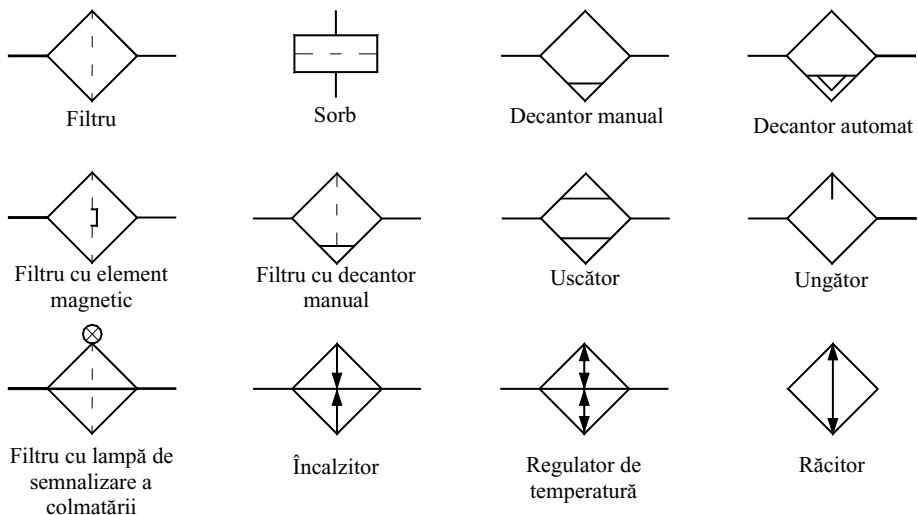 Filtru
Sorb
Decantor manual
Decantor automat
Filtru cu element
magnetic
Filtru cu decantor
manual
Uscător
Ungător
Filtru cu lampă de
semnalizare a
colmatării
Încalzitor
Regulator de
temperatură
Răcitor